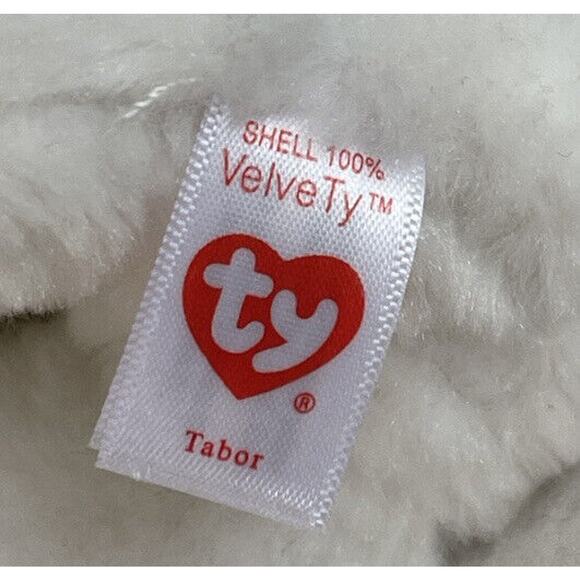 SHELL 100%
VelveTy™
ty
®
Tabor